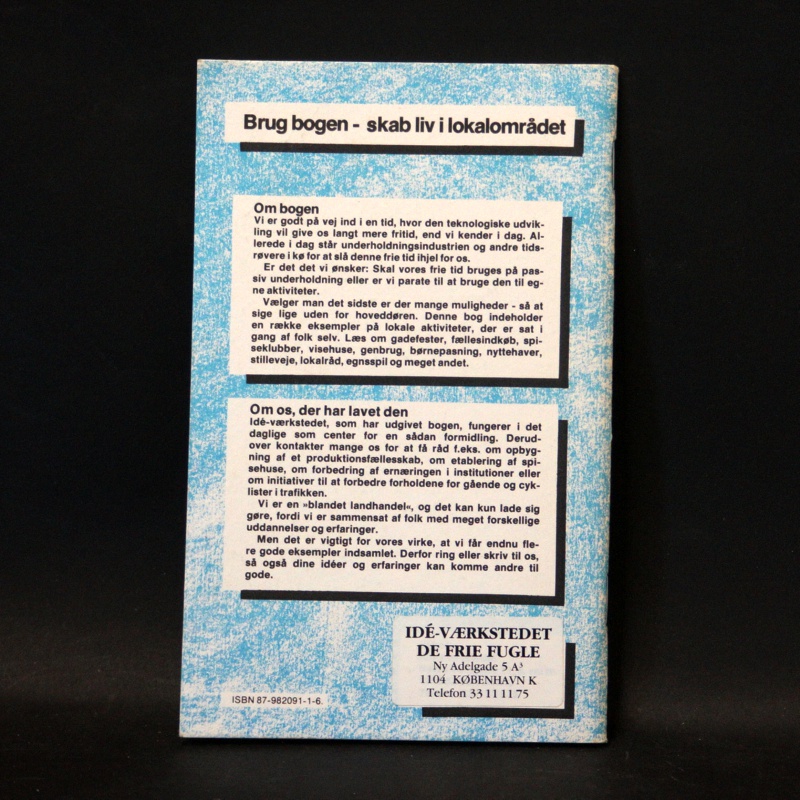 Brug bogen - skab liv i lokalområdet
Om bogen
Vi er godt på vej ind i en tid, hvor den teknologiske udvik-
ling vil give os langt mere fritid, end vi kender i dag. Al-
lerede i dag står underholdningsindustrien og andre tids-
røvere i kø for at slå denne frie tid ihjel for os.
Er det det vi ønsker: Skal vores frie tid bruges på pas-
siv underholdning eller er vi parate til at bruge den til eg-
ne aktiviteter.
Vælger man det sidste er der mange muligheder - så at
sige lige uden for hoveddøren. Denne bog indeholder
en række eksempler på lokale aktiviteter, der er sat i
gang af folk selv. Læs om gadefester, fællesindkøb, spi-
seklubber, visehuse, genbrug, børnepasning, nyttehaver,
stilleveje, lokalråd, egnsspil og meget andet.
Om os, der har lavet den
Idé-værkstedet, som har udgivet bogen, fungerer i det
daglige som center for en sådan formidling. Derud-
over kontakter mange os for at få råd f.eks. om opbyg-
ning af et produktionsfællesskab, om etablering af spi-
sehuse, om forbedring af ernæringen i institutioner eller
om initiativer til at forbedre forholdene for gående og cyk-
lister i trafikken.
Vi er en »blandet landhandel«, og det kan kun lade sig
gøre, fordi vi er sammensat af folk med meget forskellige
uddannelser og erfaringer.
Men det er vigtigt for vores virke, at vi får endnu fle-
re gode eksempler indsamlet. Derfor ring eller skriv til os,
så også dine idéer og erfaringer kan komme andre til
gode.
IDÉ-VÆRKSTEDET
DE FRIE FUGLE
Ny Adelgade 5 A³
1104 KØBENHAVN K
Telefon 33 11 11 75
ISBN 87-982091-1-6.